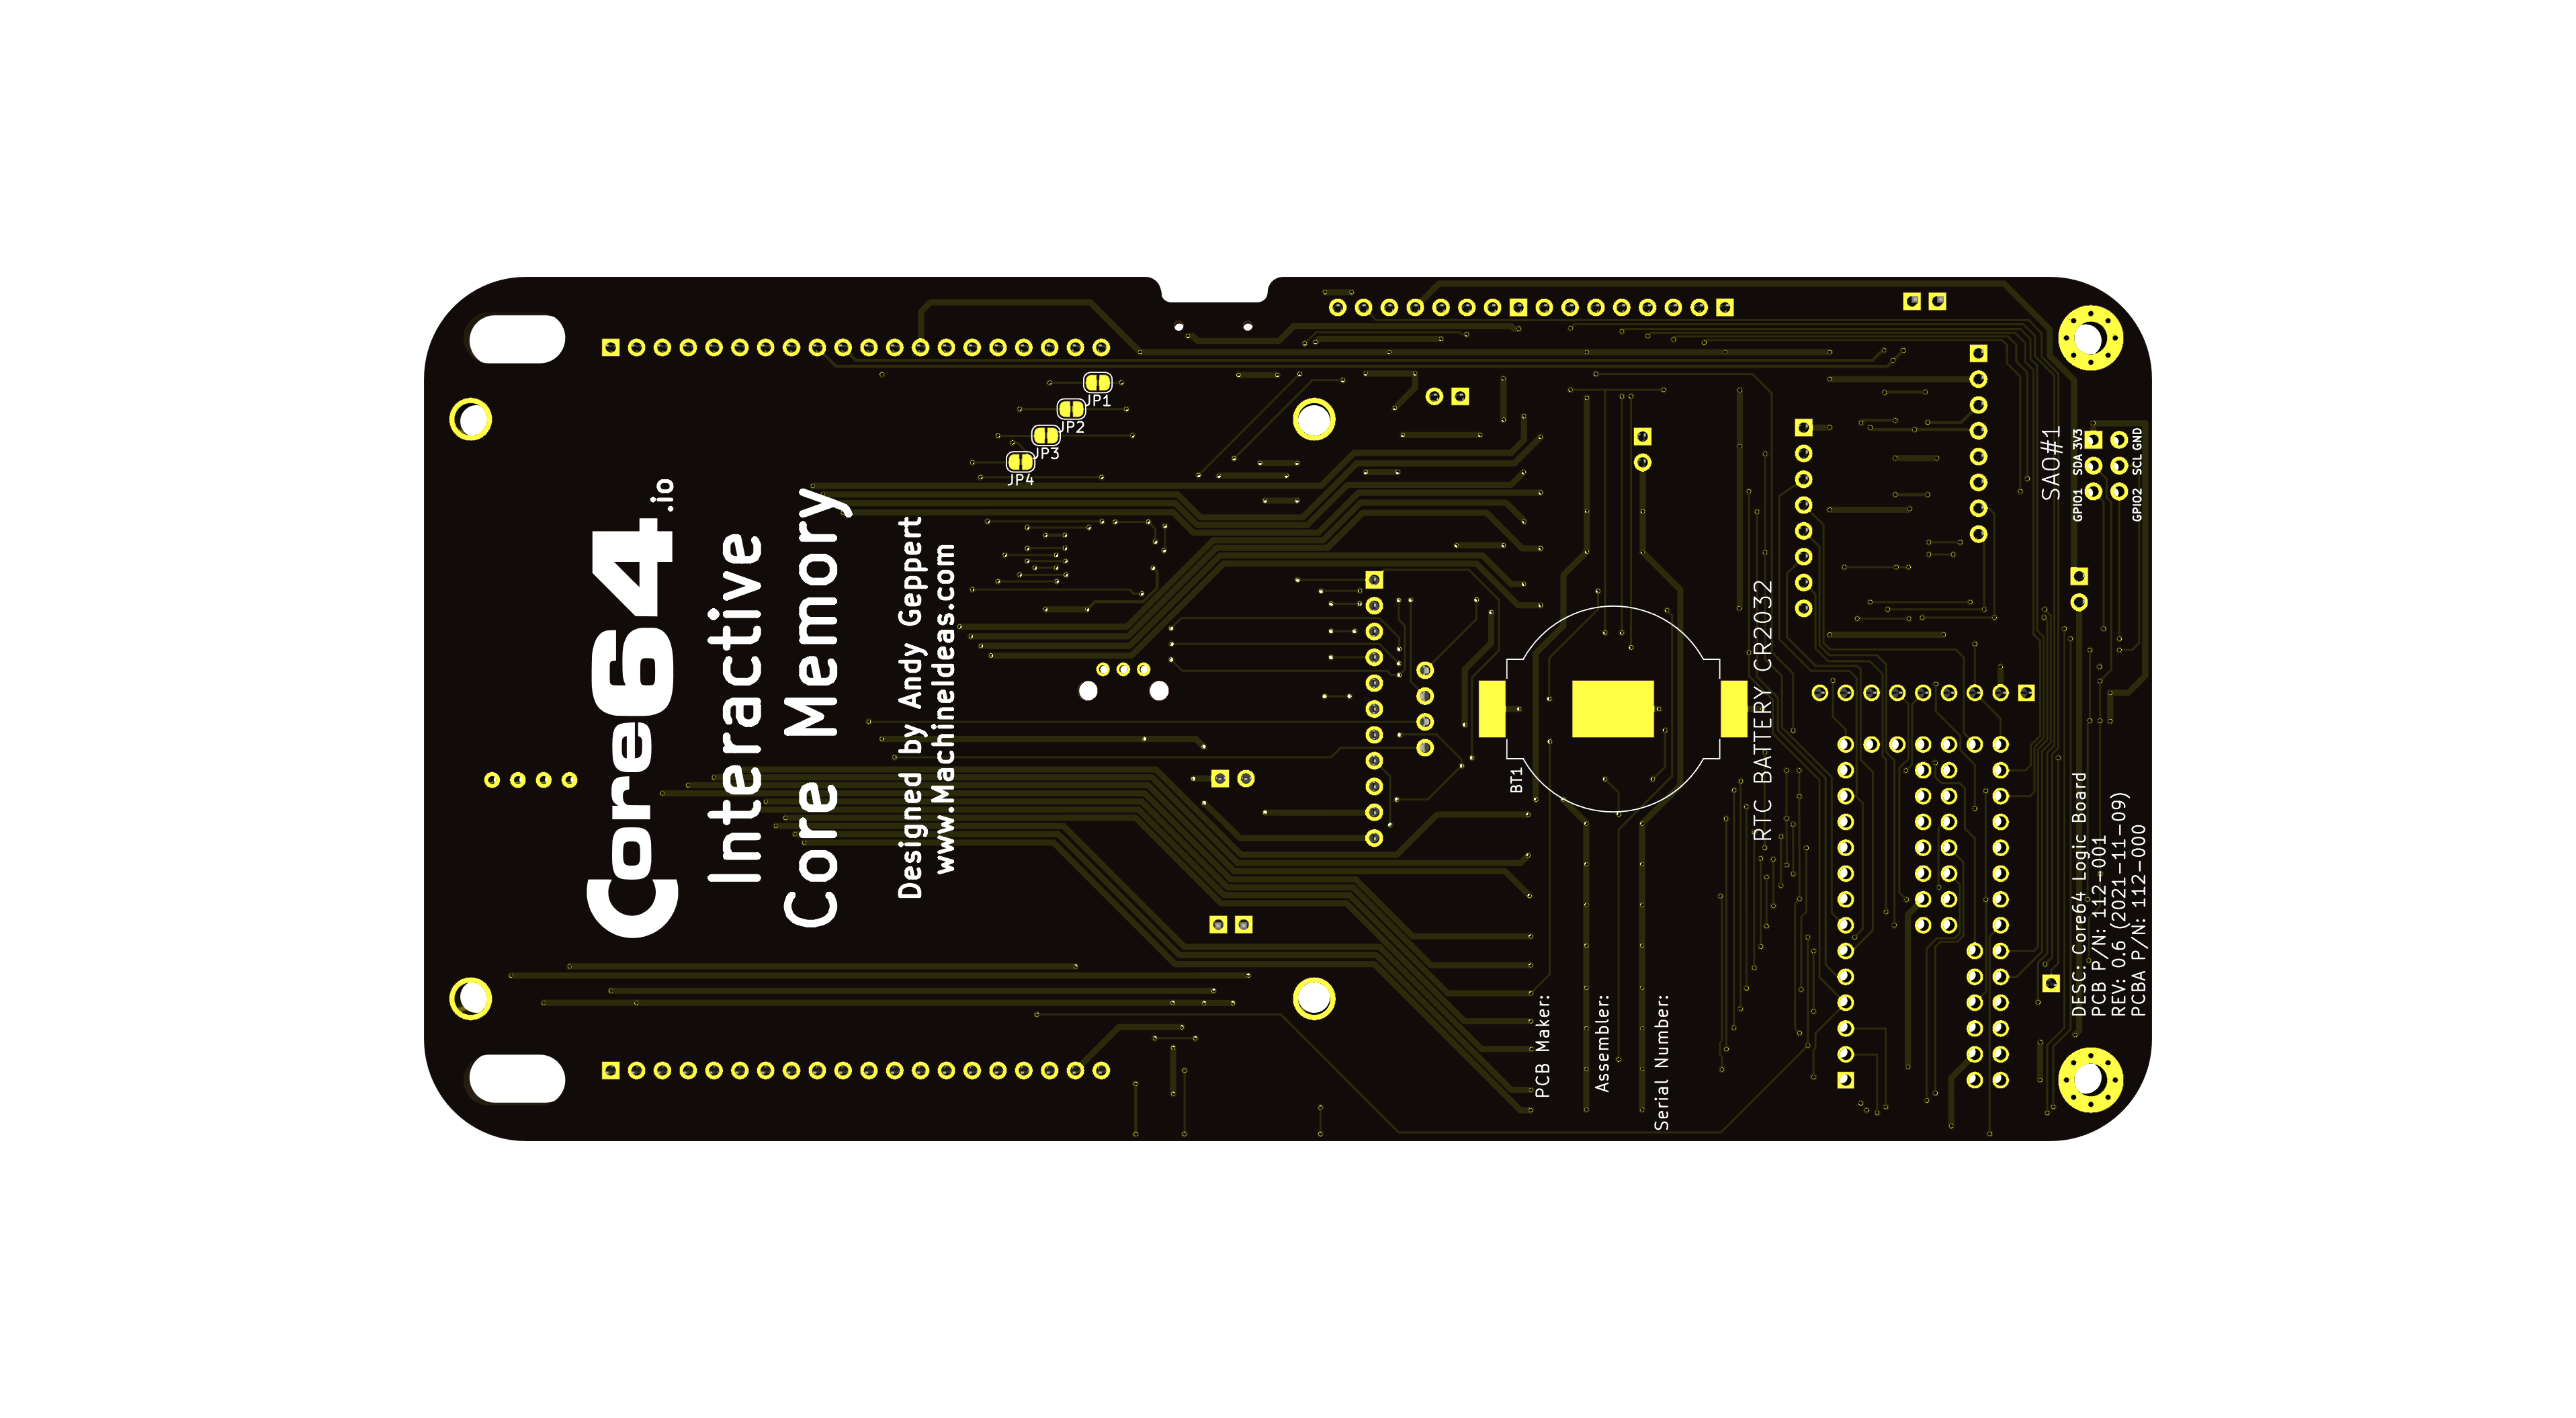 Core64.io
Interactive
Core Memory
Designed by Andy Geppert
www.MachineIdeas.com
JP1
JP2
JP3
JP4
BT1
RTC BATTERY CR2032
PCB Maker:
Assembler:
Serial Number:
SAO#1
GPIO1 SDA 3V3
GPIO2 SCL GND
DESC: Core64 Logic Board
PCB P/N: 112-001
REV: 0.6 (2021-11-09)
PCBA P/N: 112-000